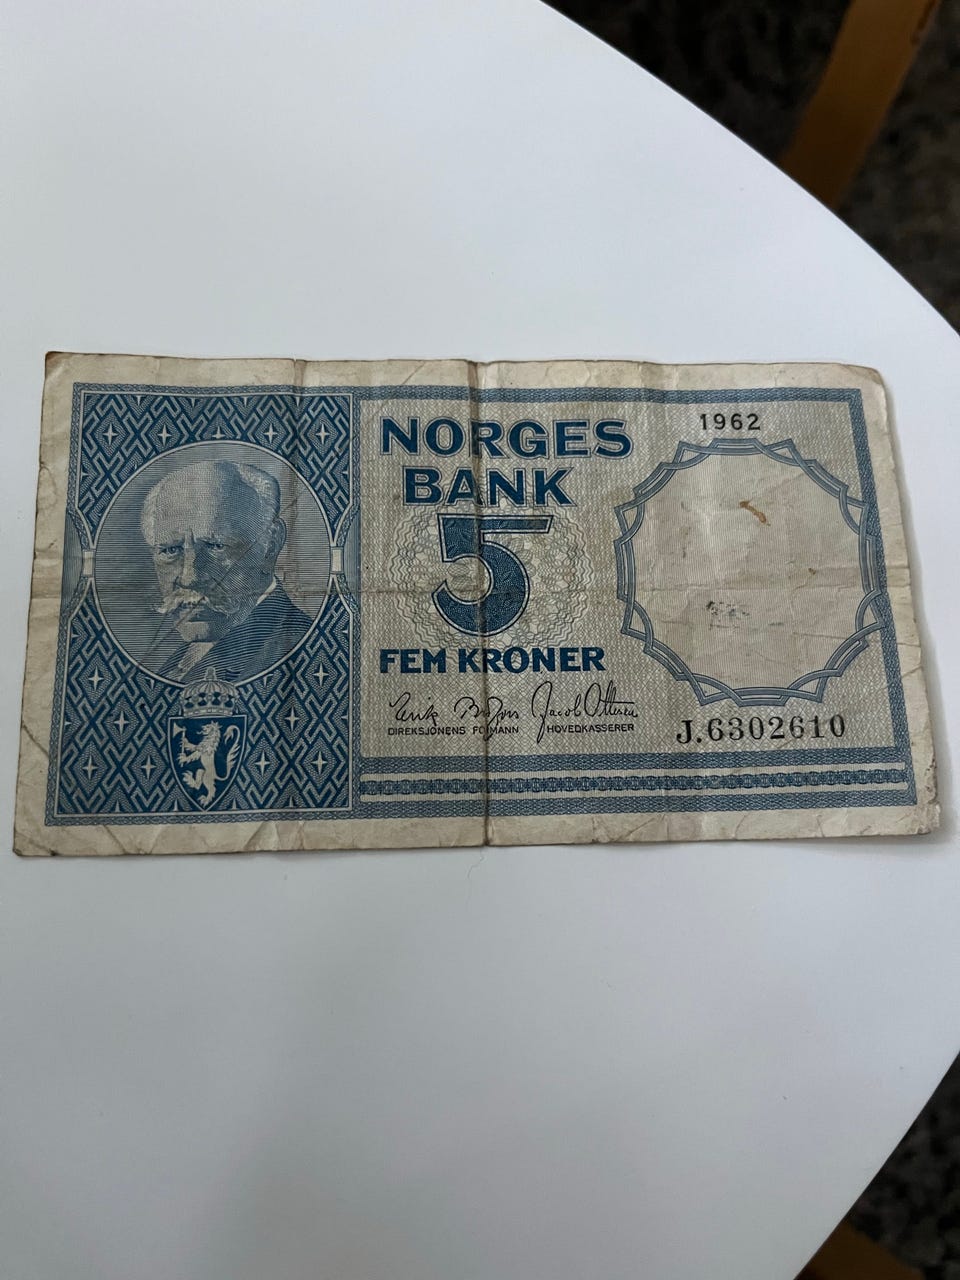 NORGES
BANK
1962
5
FEM KRONER
DIREKSJONENS FORMANN
HOVEDKASSERER
J.6302610